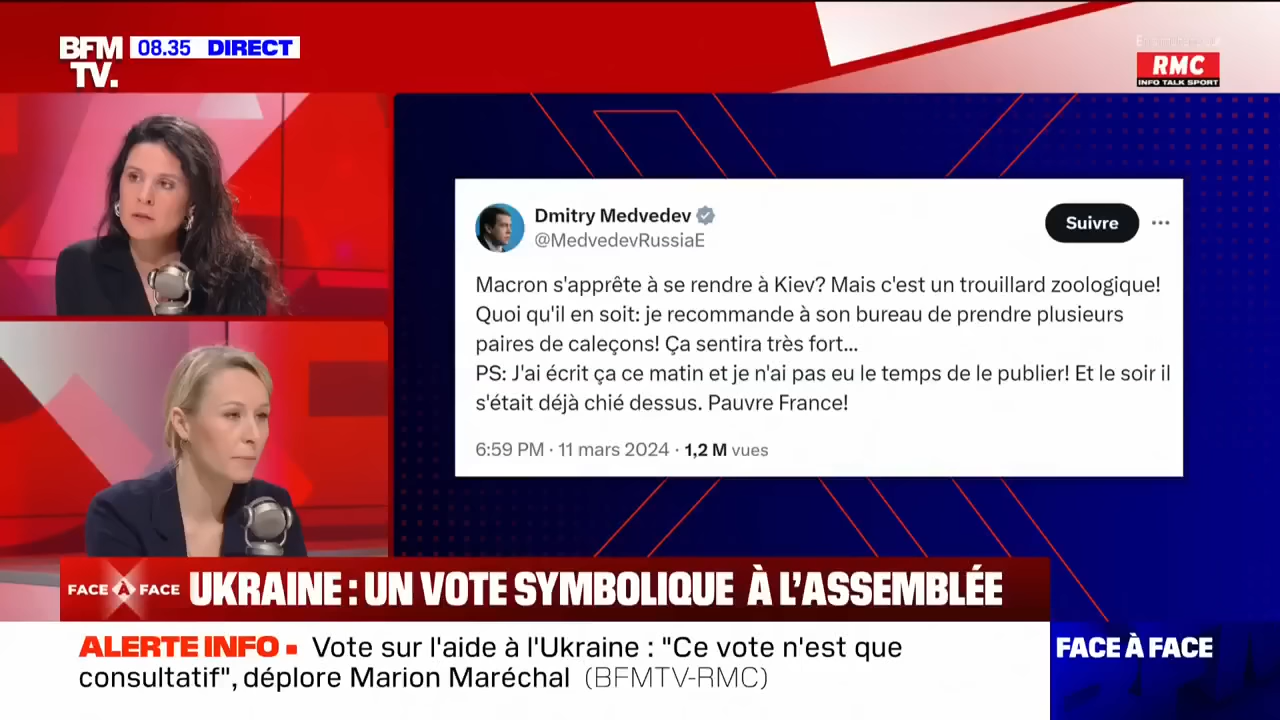 BFM
TV.
08.35 DIRECT
RMC
INFO TALK SPORT
Dmitry Medvedev
@MedvedevRussiaE
Suivre
Macron s'apprête à se rendre à Kiev? Mais c'est un trouillard zoologique!
Quoi qu'il en soit: je recommande à son bureau de prendre plusieurs
paires de caleçons! Ça sentira très fort...
PS: J'ai écrit ça ce matin et je n'ai pas eu le temps de le publier! Et le soir il
s'était déjà chié dessus. Pauvre France!
6:59 PM · 11 mars 2024 · 1,2 M vues
FACE À FACE
UKRAINE : UN VOTE SYMBOLIQUE À L'ASSEMBLÉE
ALERTE INFO Vote sur l'aide à l'Ukraine : "Ce vote n'est que
consultatif", déplore Marion Maréchal (BFMTV-RMC)
FACE À FACE